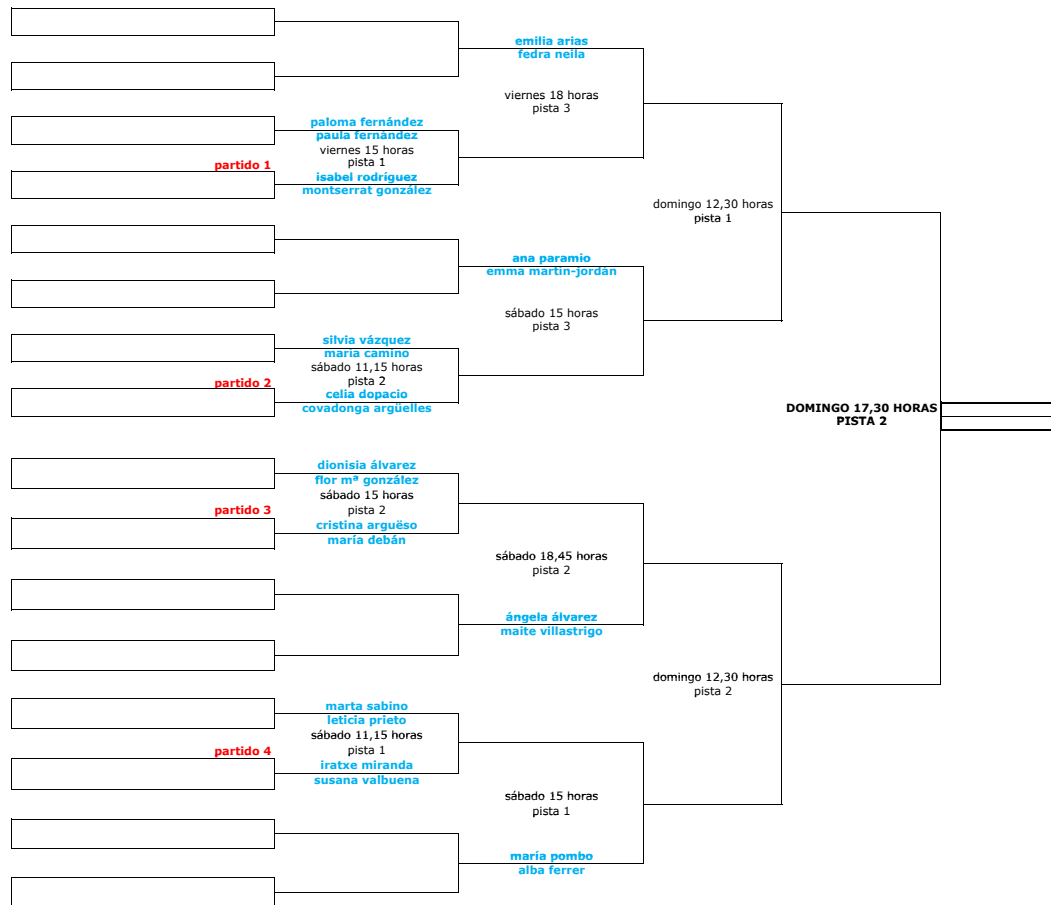 emilia arias
fedra neila
viernes 18 horas
pista 3
paloma fernández
paula fernández
viernes 15 horas
pista 1
partido 1
isabel rodríguez
montserrat gonzález
domingo 12,30 horas
pista 1
ana paramio
emma martín-jordán
sábado 15 horas
pista 3
silvia vázquez
maría camino
sábado 11,15 horas
pista 2
partido 2
celia dopacio
covadonga argüelles
DOMINGO 17,30 HORAS
PISTA 2
dionisia álvarez
flor mª gonzález
sábado 15 horas
pista 2
partido 3
cristina arguëso
maría debán
sábado 18,45 horas
pista 2
ángela álvarez
maite villastrigo
domingo 12,30 horas
pista 2
marta sabino
leticia prieto
sábado 11,15 horas
pista 1
partido 4
iratxe miranda
susana valbuena
sábado 15 horas
pista 1
maría pombo
alba ferrer